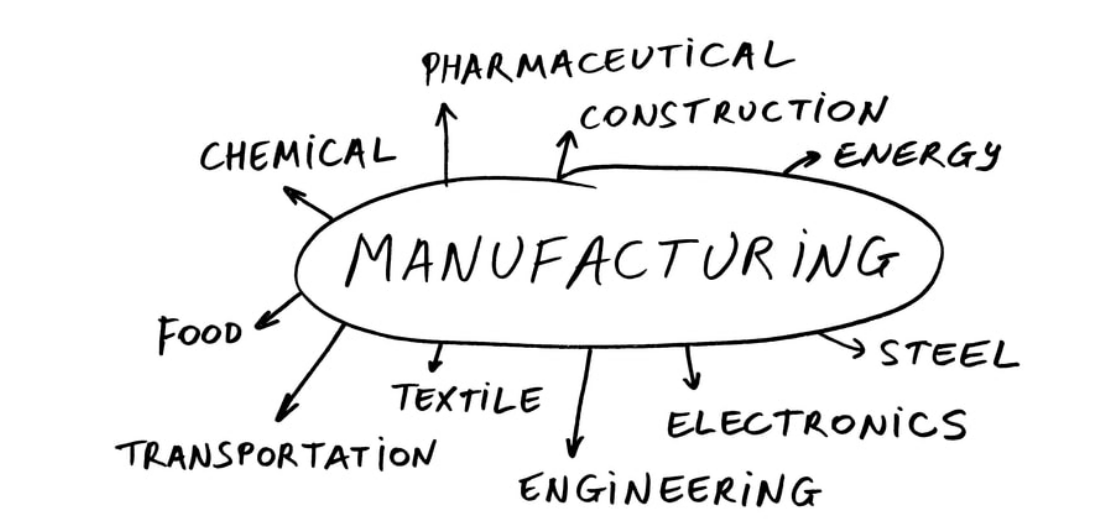 PHARMACEUTiCAL
CONSTRUCTiON
CHEMiCAL
ENERGY
MANUFACTURiNG
FOOD
STEEL
TEXTiLE
ELECTRONiCS
TRANSPORTATiON
ENGiNEERiNG